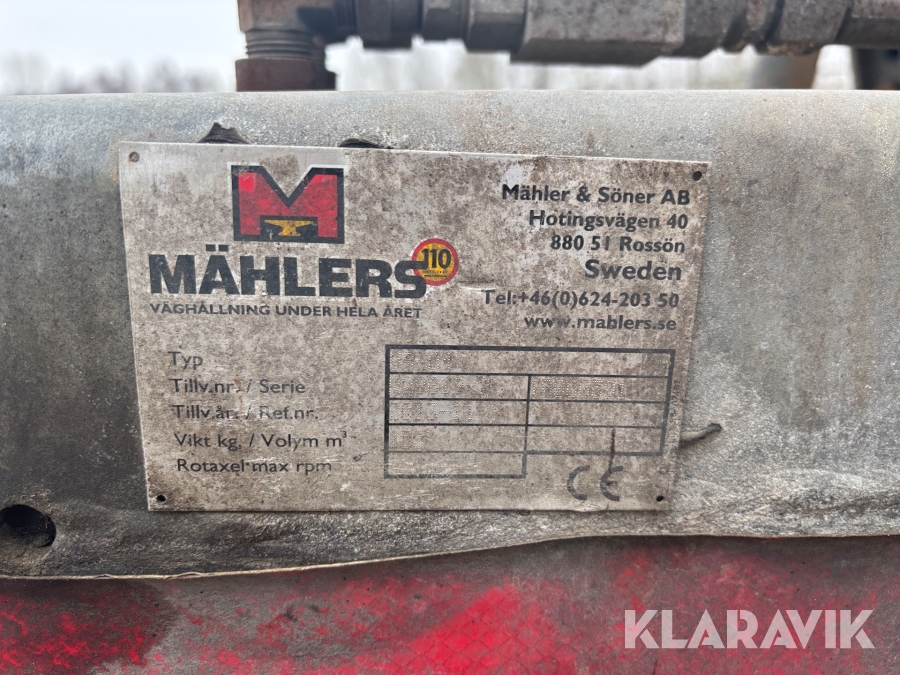 M
MÄHLERS
110
VÄGHÅLLNING UNDER HELA ÅRET
Mähler & Söner AB
Hotingsvägen 40
880 51 Rossön
Sweden
Tel:+46(0)624-203 50
www.mahlers.se
Typ
Tillv.nr. / Serie
Tillv.år. / Ref.nr.
Vikt kg. / Volym m³
Rotaxel max rpm
CE
KLARAVIK